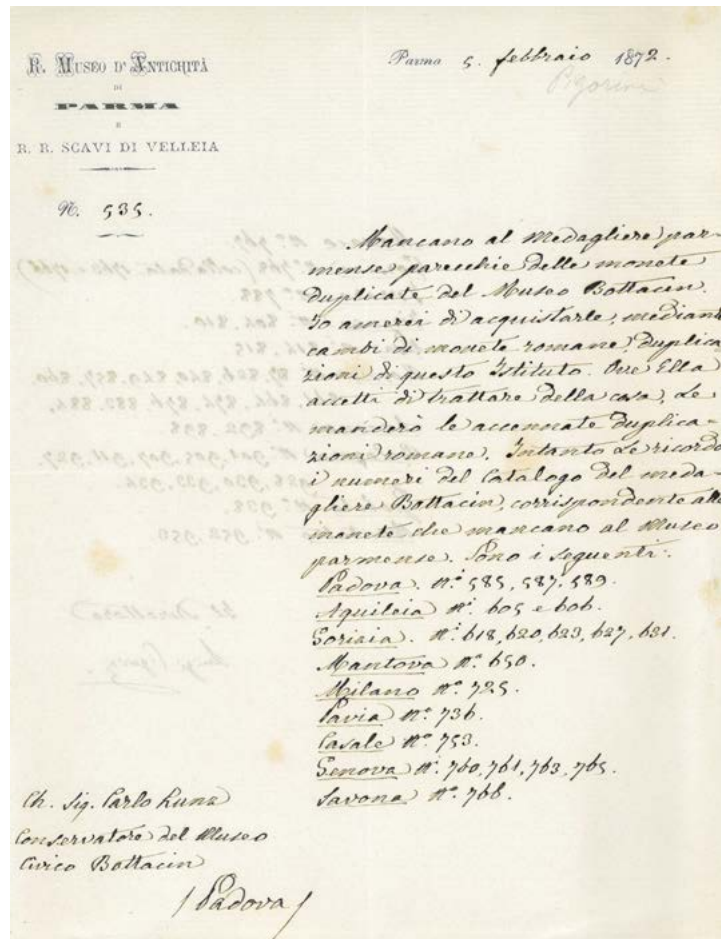 R. MUSEO D'ANTICHITÀ
DI
PARMA
E
R. R. SCAVI DI VELLEIA
N. 535.
Parma 5. febbraio 1872.
Pigorini
Mancano al Medagliere par-
mense parecchie delle monete
duplicate del Museo Bottacin.
Io amerei di acquistarle, mediante
cambi di monete romane, duplica
zioni di questo Istituto. Ove Ella
accetti di trattare della cosa, Le
manderò le accennate duplica-
zioni romane. Intanto Le ricordo
i numeri del Catalogo del meda-
gliere Bottacin, corrispondente alle
monete che mancano al Museo
parmense. Sono i seguenti:
Padova. n.i 585, 587, 589.
Aquileia n.i 605 e 606.
Gorizia. n.i 618, 620, 623, 627, 631.
Mantova n.o 650.
Milano n.o 725.
Pavia n.o 736.
Casale n.o 753.
Genova n.i 760, 761, 763, 765.
Savona n.o 766.
Ch. Sig. Carlo Kunz
Conservatore del Museo
Civico Bottacin
/ Padova /